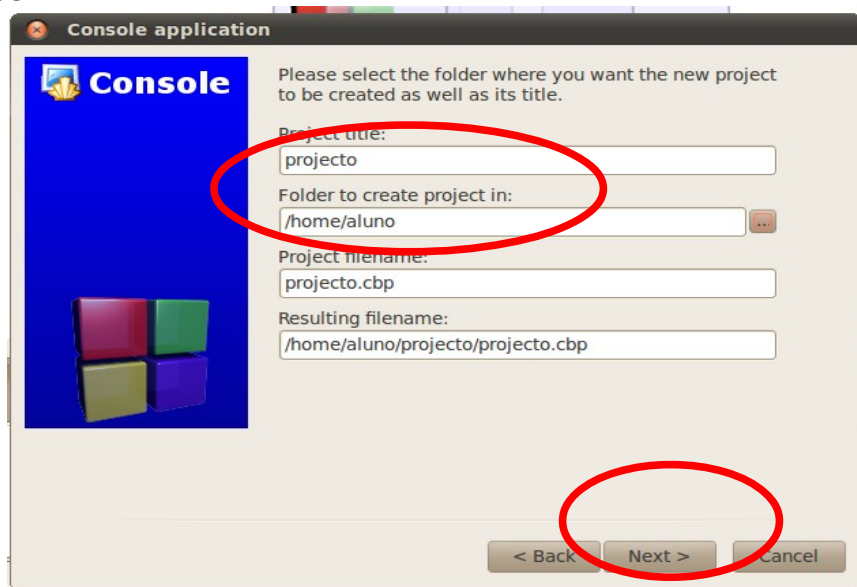 Console application
Console
Please select the folder where you want the new project
to be created as well as its title.
Project title:
projecto
Folder to create project in:
/home/aluno
...
Project filename:
projecto.cbp
Resulting filename:
/home/aluno/projecto/projecto.cbp
< Back
Next >
Cancel